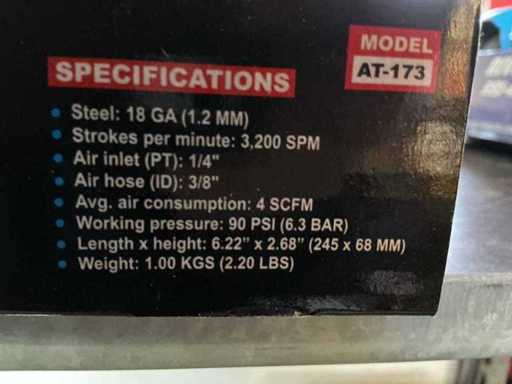 MODEL
AT-173
SPECIFICATIONS
• Steel: 18 GA (1.2 MM)
• Strokes per minute: 3,200 SPM
• Air inlet (PT): 1/4"
• Air hose (ID): 3/8"
• Avg. air consumption: 4 SCFM
• Working pressure: 90 PSI (6.3 BAR)
• Length x height: 6.22" x 2.68" (245 x 68 MM)
• Weight: 1.00 KGS (2.20 LBS)